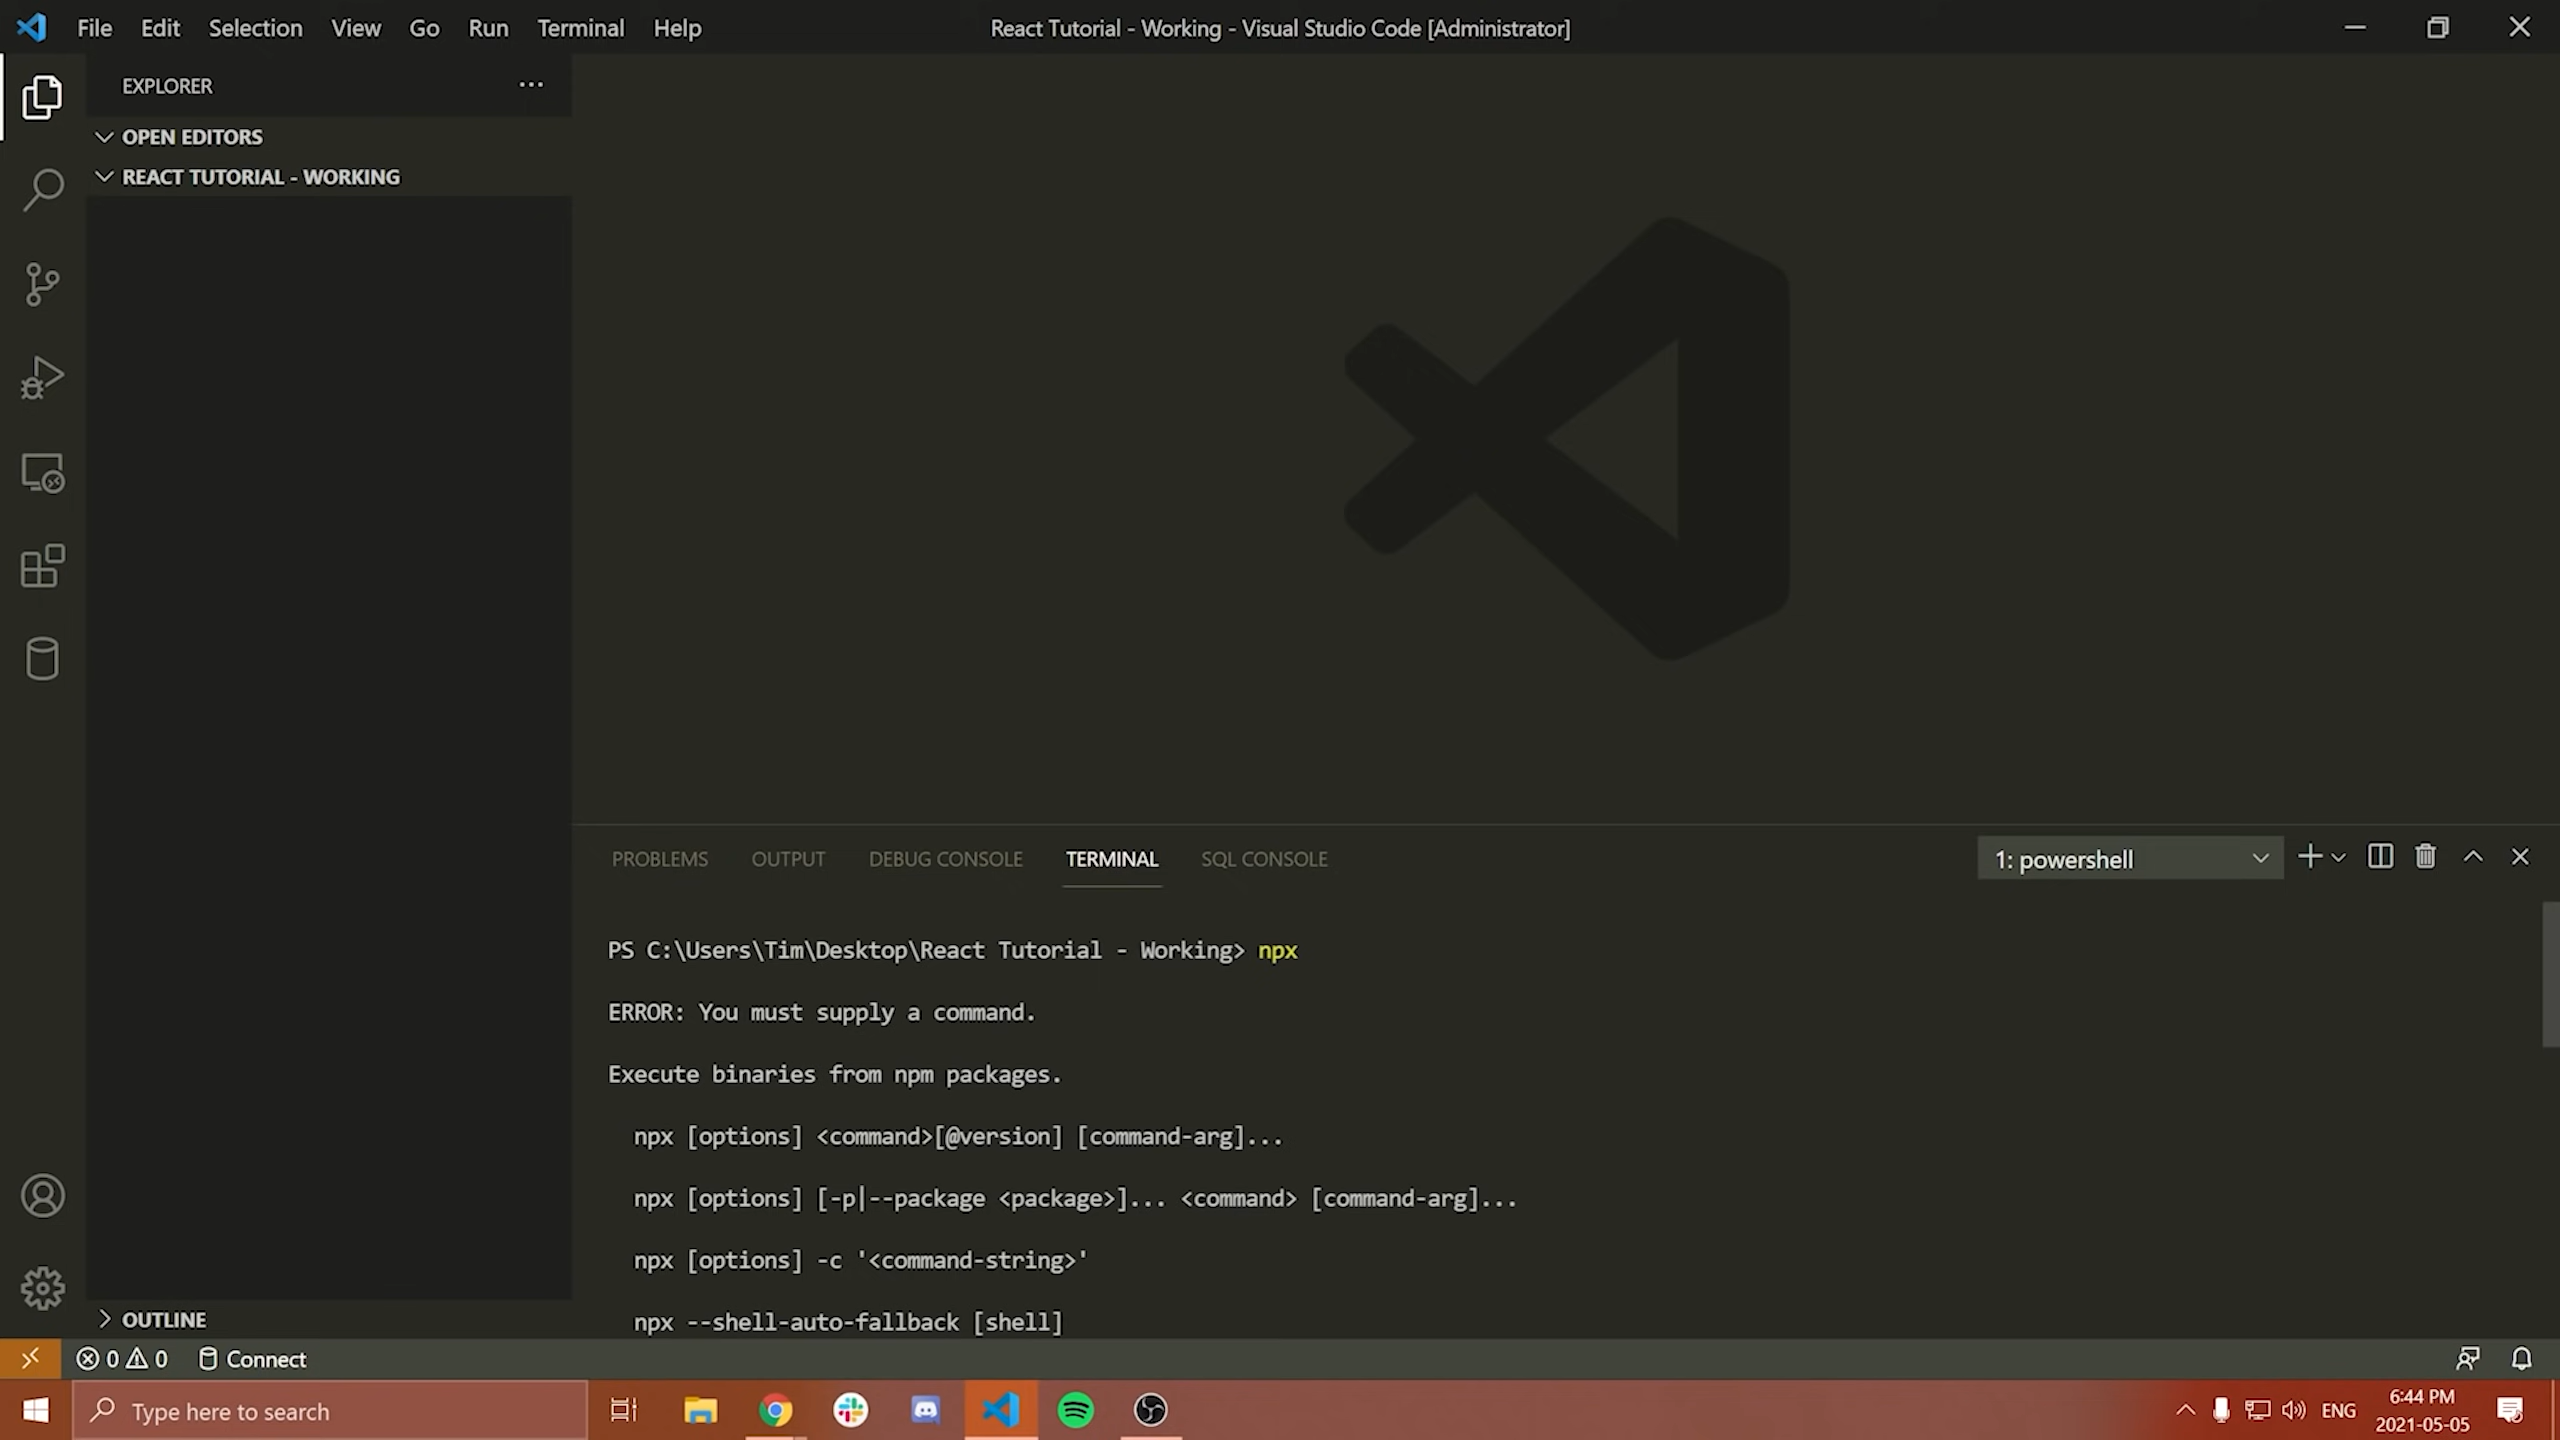 File Edit Selection View Go Run Terminal Help
React Tutorial - Working - Visual Studio Code [Administrator]
EXPLORER
OPEN EDITORS
REACT TUTORIAL - WORKING
PROBLEMS OUTPUT DEBUG CONSOLE TERMINAL SQL CONSOLE
1: powershell
PS C:\Users\Tim\Desktop\React Tutorial - Working> npx
ERROR: You must supply a command.
Execute binaries from npm packages.
npx [options] <command>[@version] [command-arg]...
npx [options] [-p|--package <package>]... <command> [command-arg]...
npx [options] -c '<command-string>'
npx --shell-auto-fallback [shell]
OUTLINE
0 0 Connect
Type here to search
ENG
6:44 PM
2021-05-05